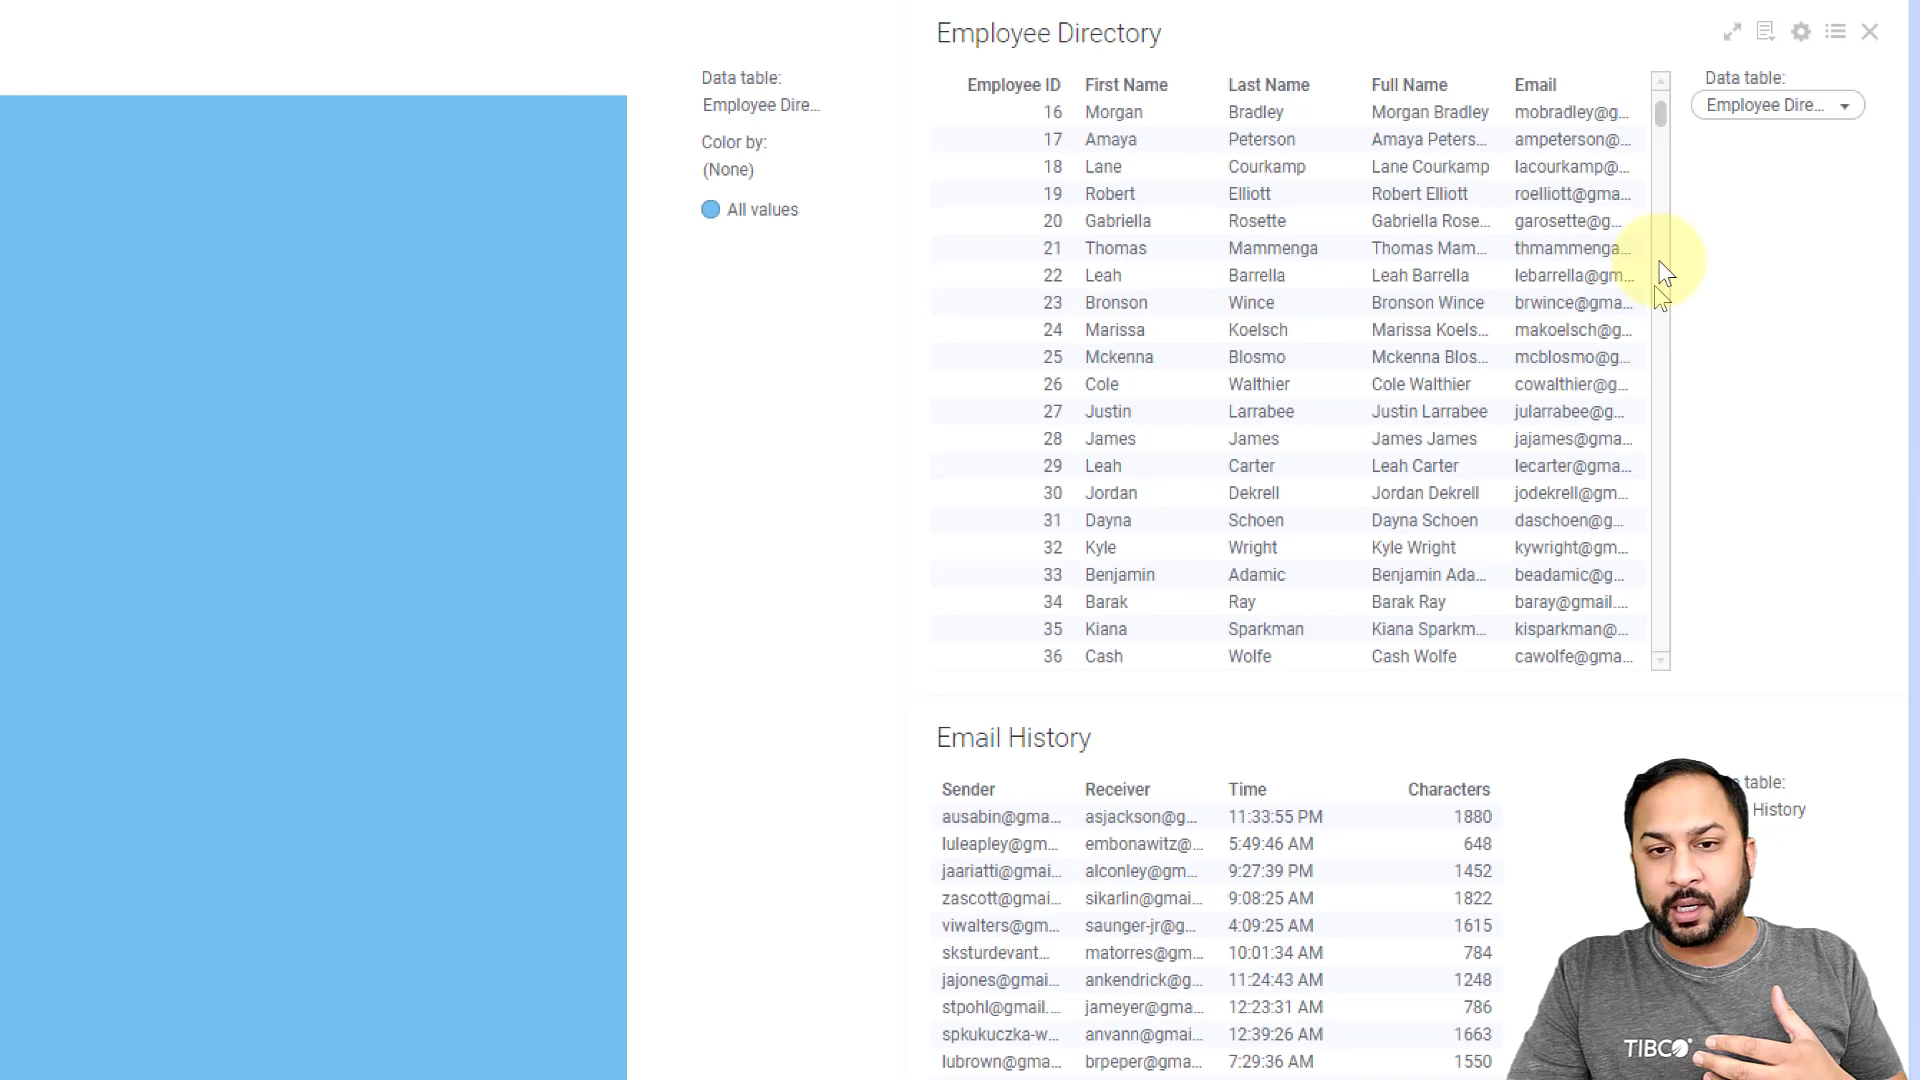 Data table:
Employee Dire...
Color by:
(None)
All values
Employee Directory
Data table:
Employee Dire...
Employee ID First Name Last Name Full Name Email
16 Morgan Bradley Morgan Bradley mobradley@g...
17 Amaya Peterson Amaya Peters... ampeterson@...
18 Lane Courkamp Lane Courkamp lacourkamp@...
19 Robert Elliott Robert Elliott roelliott@gma...
20 Gabriella Rosette Gabriella Rose... garosette@g...
21 Thomas Mammenga Thomas Mam... thmammenga...
22 Leah Barrella Leah Barrella lebarrella@gm...
23 Bronson Wince Bronson Wince brwince@gma...
24 Marissa Koelsch Marissa Koels... makoelsch@g...
25 Mckenna Blosmo Mckenna Blos... mcblosmo@g...
26 Cole Walthier Cole Walthier cowalthier@g...
27 Justin Larrabee Justin Larrabee jularrabee@g...
28 James James James James jajames@gma...
29 Leah Carter Leah Carter lecarter@gma...
30 Jordan Dekrell Jordan Dekrell jodekrell@gm...
31 Dayna Schoen Dayna Schoen daschoen@g...
32 Kyle Wright Kyle Wright kywright@gm...
33 Benjamin Adamic Benjamin Ada... beadamic@g...
34 Barak Ray Barak Ray baray@gmail....
35 Kiana Sparkman Kiana Sparkm... kisparkman@...
36 Cash Wolfe Cash Wolfe cawolfe@gma...
Email History
table:
History
Sender Receiver Time Characters
ausabin@gma... asjackson@g... 11:33:55 PM 1880
luleapley@gm... embonawitz@... 5:49:46 AM 648
jaariatti@gmai... alconley@gm... 9:27:39 PM 1452
zascott@gmai... sikarlin@gmai... 9:08:25 AM 1822
viwalters@gm... saunger-jr@g... 4:09:25 AM 1615
sksturdevant... matorres@gm... 10:01:34 AM 784
jajones@gmai... ankendrick@g... 11:24:43 AM 1248
stpohl@gmail.... jameyer@gma... 12:23:31 AM 786
spkukuczka-w... anvann@gmai... 12:39:26 AM 1663
lubrown@gma... brpeper@gma... 7:29:36 AM 1550
TIBCO